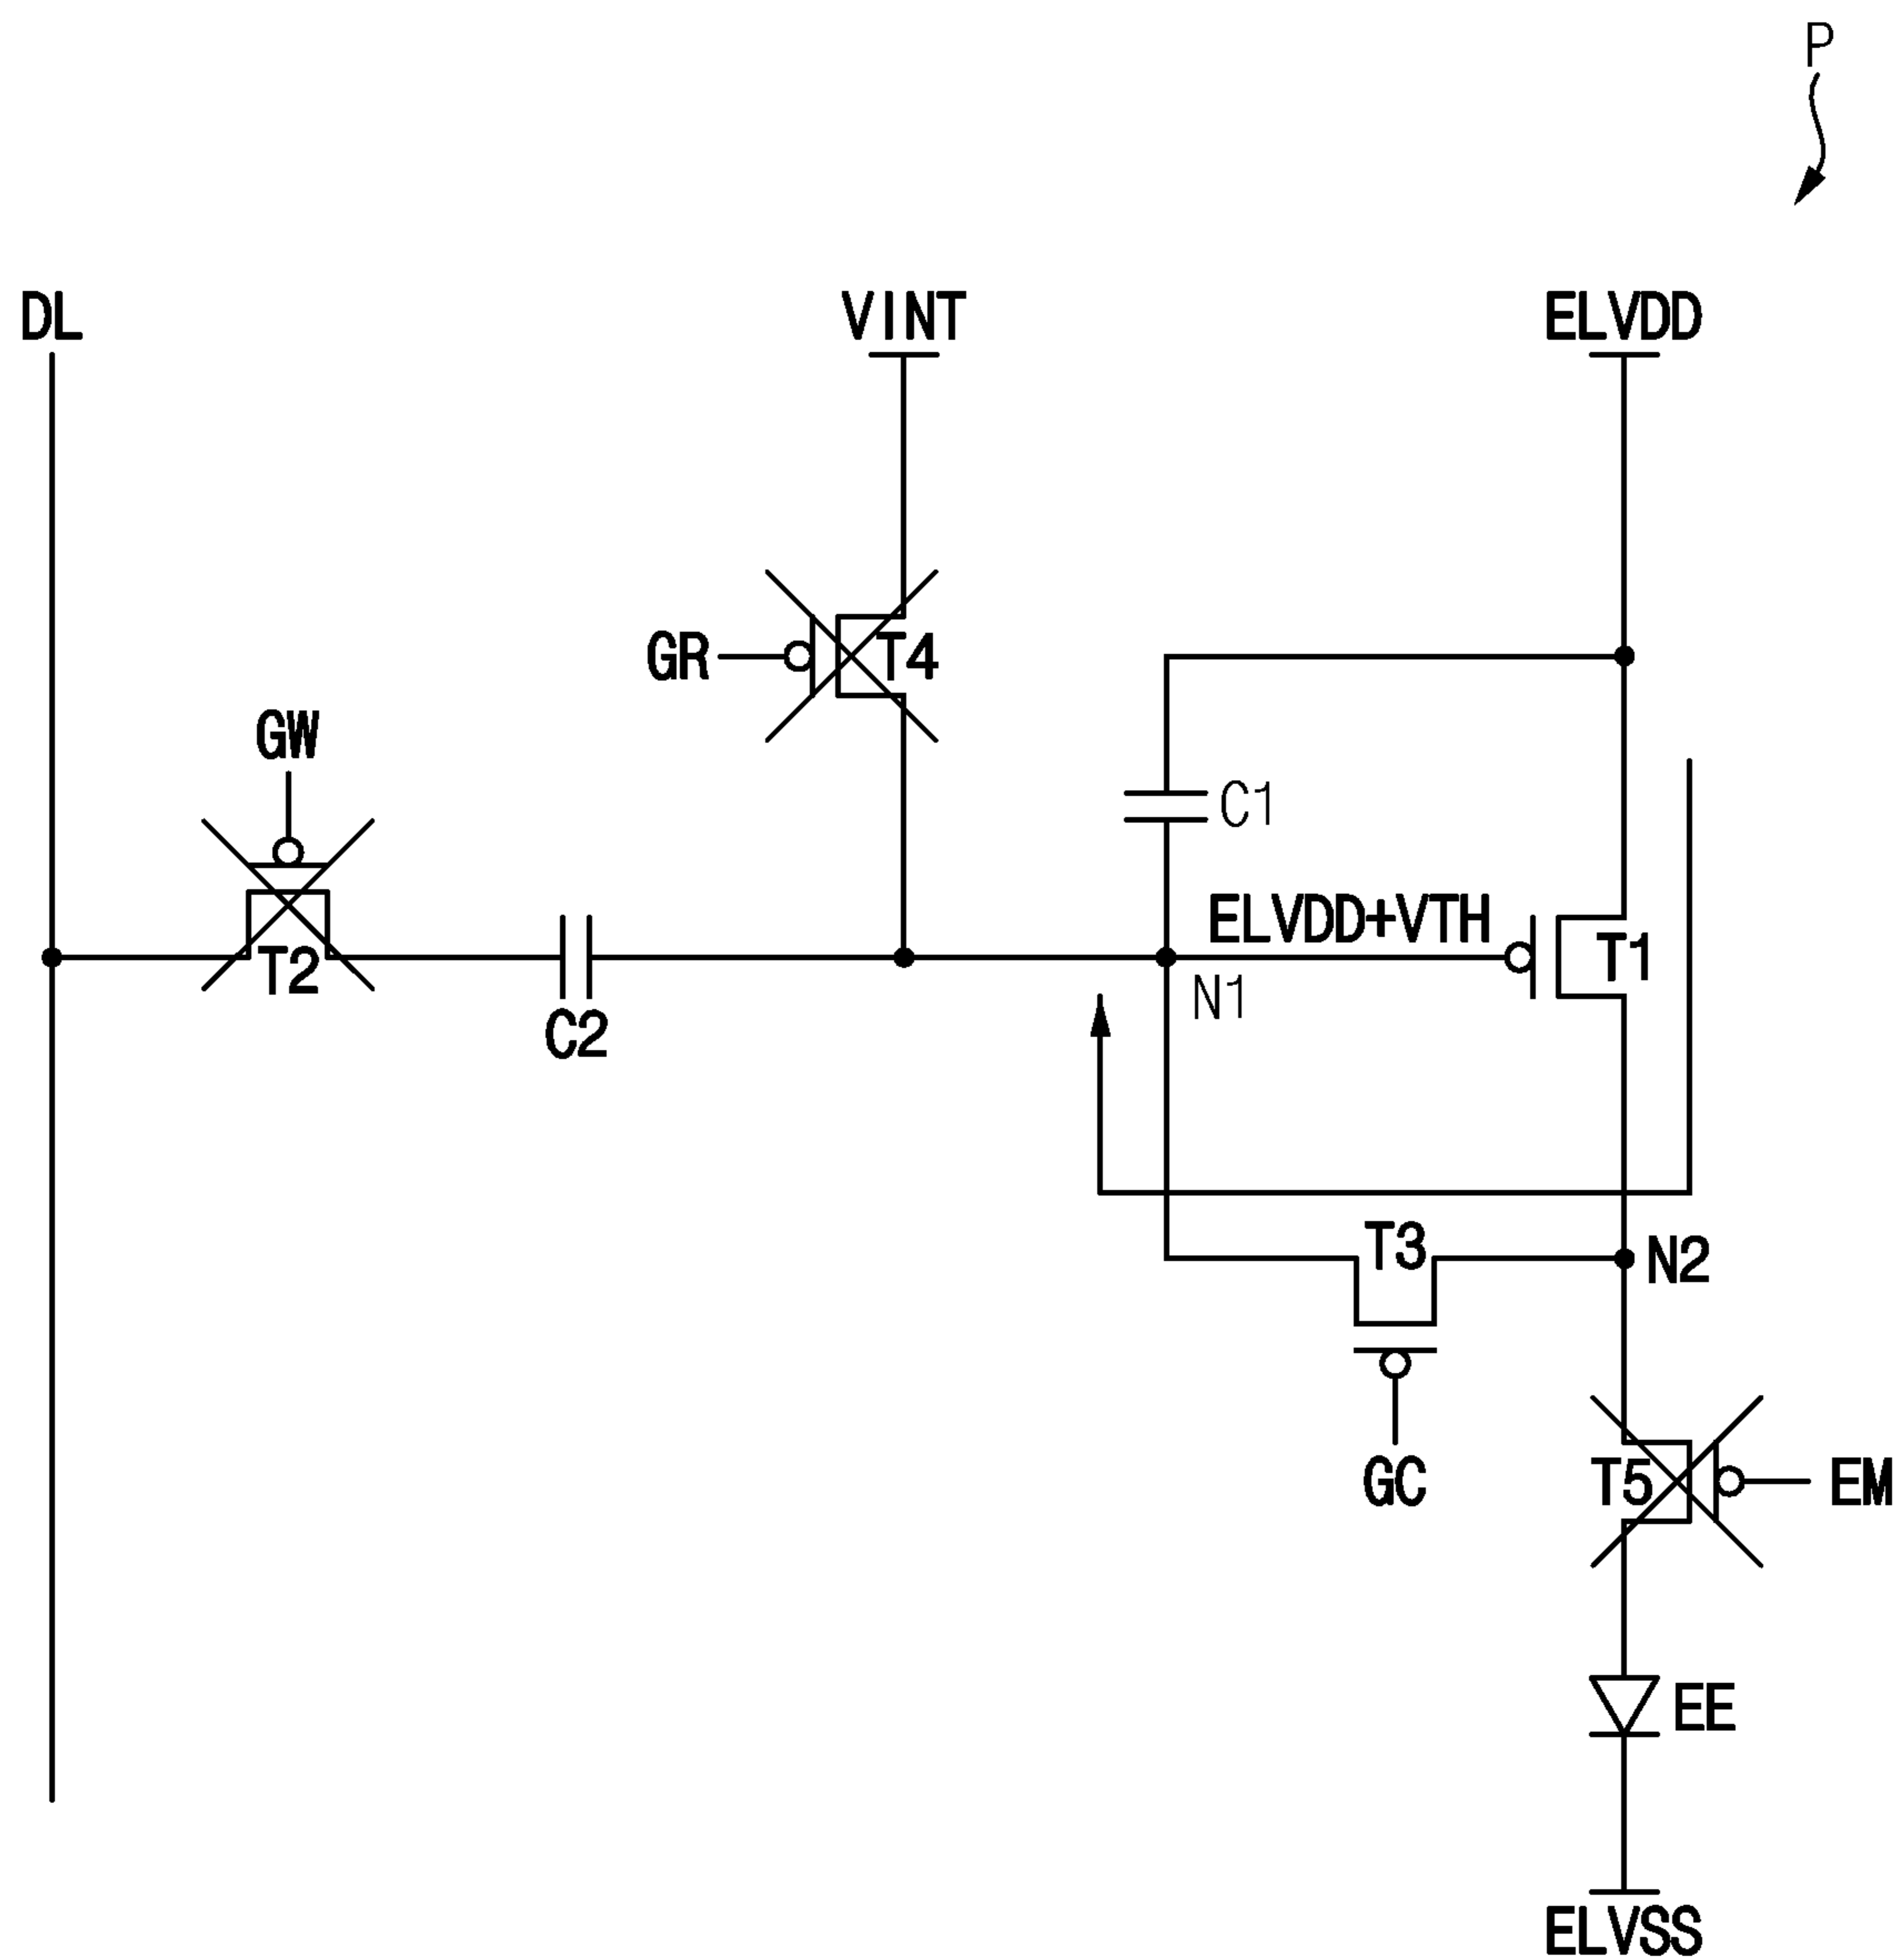 P
DL
VINT
ELVDD
GR
T4
GW
C1
ELVDD+VTH
T1
T2
N1
C2
T3
N2
GC
T5
EM
EE
ELVSS